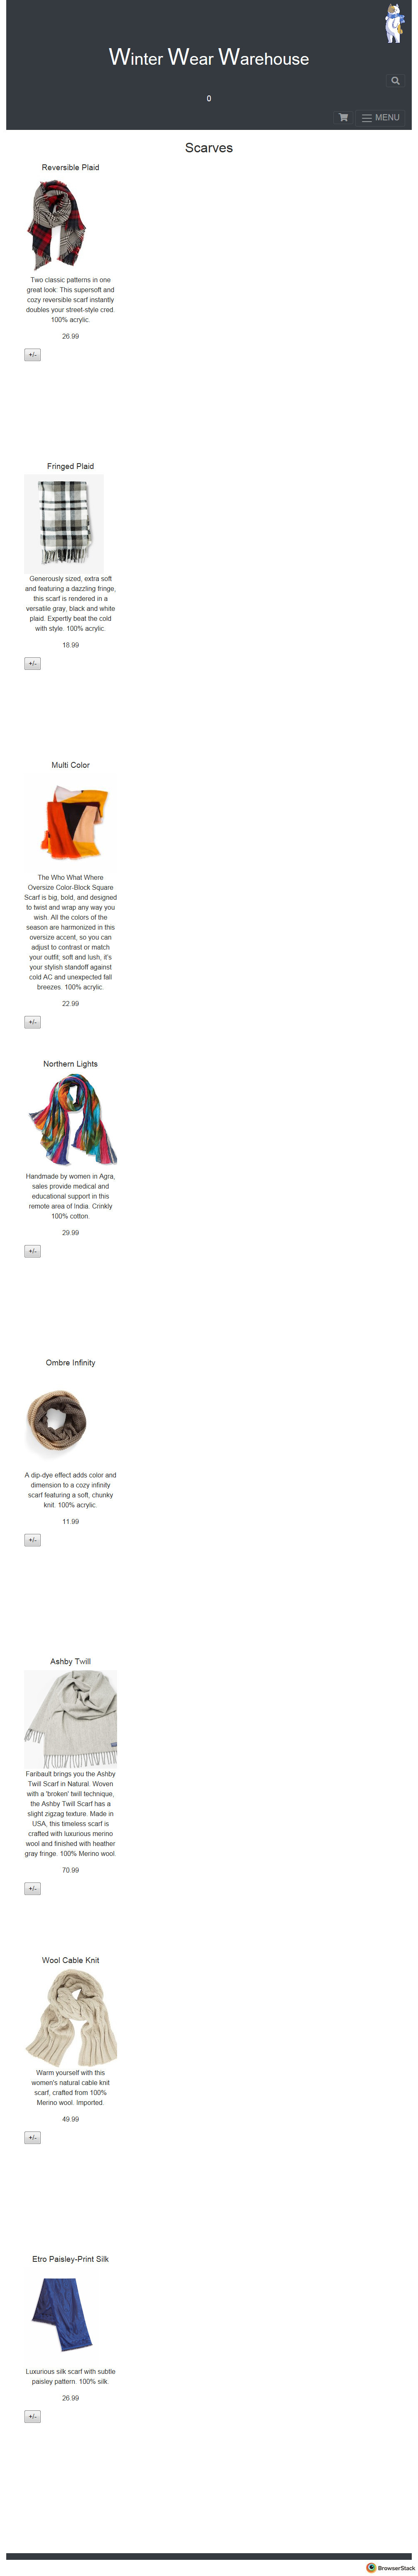 Winter Wear Warehouse
0
MENU
Scarves
Reversible Plaid
Two classic patterns in one
great look: This supersoft and
cozy reversible scarf instantly
doubles your street-style cred.
100% acrylic.
26.99
+/-
Fringed Plaid
Generously sized, extra soft
and featuring a dazzling fringe,
this scarf is rendered in a
versatile gray, black and white
plaid. Expertly beat the cold
with style. 100% acrylic.
18.99
+/-
Multi Color
The Who What Where
Oversize Color-Block Square
Scarf is big, bold, and designed
to twist and wrap any way you
wish. All the colors of the
season are harmonized in this
oversize accent, so you can
adjust to contrast or match
your outfit; soft and lush, it's
your stylish standoff against
cold AC and unexpected fall
breezes. 100% acrylic.
22.99
+/-
Northern Lights
Handmade by women in Agra,
sales provide medical and
educational support in this
remote area of India. Crinkly
100% cotton.
29.99
+/-
Ombre Infinity
A dip-dye effect adds color and
dimension to a cozy infinity
scarf featuring a soft, chunky
knit. 100% acrylic.
11.99
+/-
Ashby Twill
Faribault brings you the Ashby
Twill Scarf in Natural. Woven
with a 'broken' twill technique,
the Ashby Twill Scarf has a
slight zigzag texture. Made in
USA, this timeless scarf is
crafted with luxurious merino
wool and finished with heather
gray fringe. 100% Merino wool.
70.99
+/-
Wool Cable Knit
Warm yourself with this
women's natural cable knit
scarf, crafted from 100%
Merino wool. Imported.
49.99
+/-
Etro Paisley-Print Silk
Luxurious silk scarf with subtle
paisley pattern. 100% silk.
26.99
+/-
BrowserStack